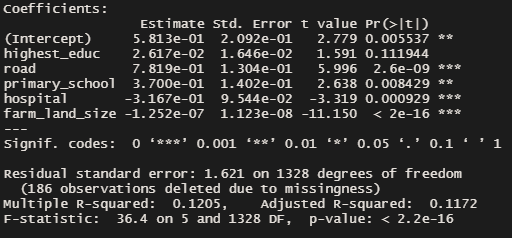 Coefficients:
                 Estimate Std. Error t value Pr(>|t|)
(Intercept)     5.813e-01  2.092e-01   2.779 0.005537 **
highest_educ    2.617e-02  1.646e-02   1.591 0.111944
road            7.819e-01  1.304e-01   5.996  2.6e-09 ***
primary_school  3.700e-01  1.402e-01   2.638 0.008429 **
hospital       -3.167e-01  9.544e-02  -3.319 0.000929 ***
farm_land_size -1.252e-07  1.123e-08 -11.150  < 2e-16 ***
---
Signif. codes:  0 ‘***’ 0.001 ‘**’ 0.01 ‘*’ 0.05 ‘.’ 0.1 ‘ ’ 1
Residual standard error: 1.621 on 1328 degrees of freedom
  (186 observations deleted due to missingness)
Multiple R-squared:  0.1205,    Adjusted R-squared:  0.1172
F-statistic:  36.4 on 5 and 1328 DF,  p-value: < 2.2e-16